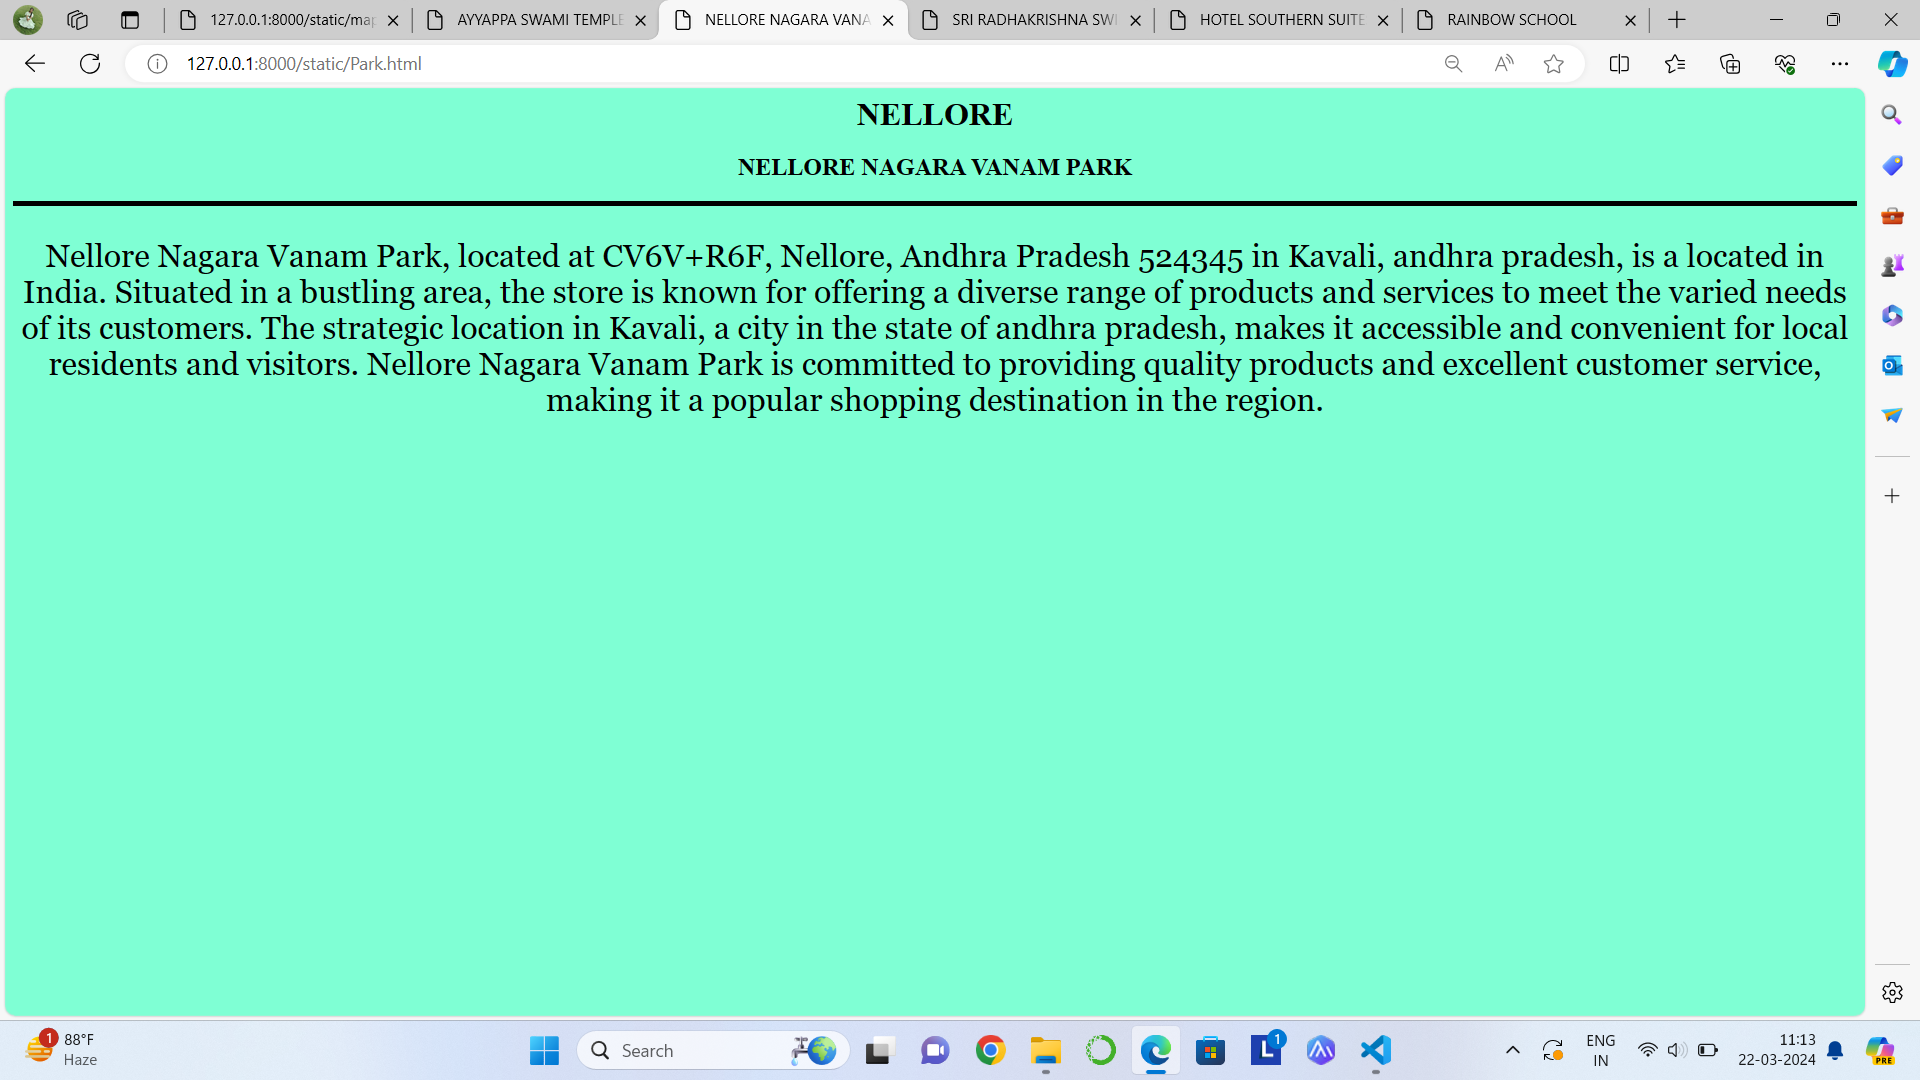 127.0.0.1:8000/static/map
AYYAPPA SWAMI TEMPLE
NELLORE NAGARA VANA
SRI RADHAKRISHNA SWI
HOTEL SOUTHERN SUITE
RAINBOW SCHOOL
127.0.0.1:8000/static/Park.html
NELLORE
NELLORE NAGARA VANAM PARK
Nellore Nagara Vanam Park, located at CV6V+R6F, Nellore, Andhra Pradesh 524345 in Kavali, andhra pradesh, is a located in
India. Situated in a bustling area, the store is known for offering a diverse range of products and services to meet the varied needs
of its customers. The strategic location in Kavali, a city in the state of andhra pradesh, makes it accessible and convenient for local
residents and visitors. Nellore Nagara Vanam Park is committed to providing quality products and excellent customer service,
making it a popular shopping destination in the region.
1
88°F
Haze
Search
1
ENG
IN
11:13
22-03-2024
PRE